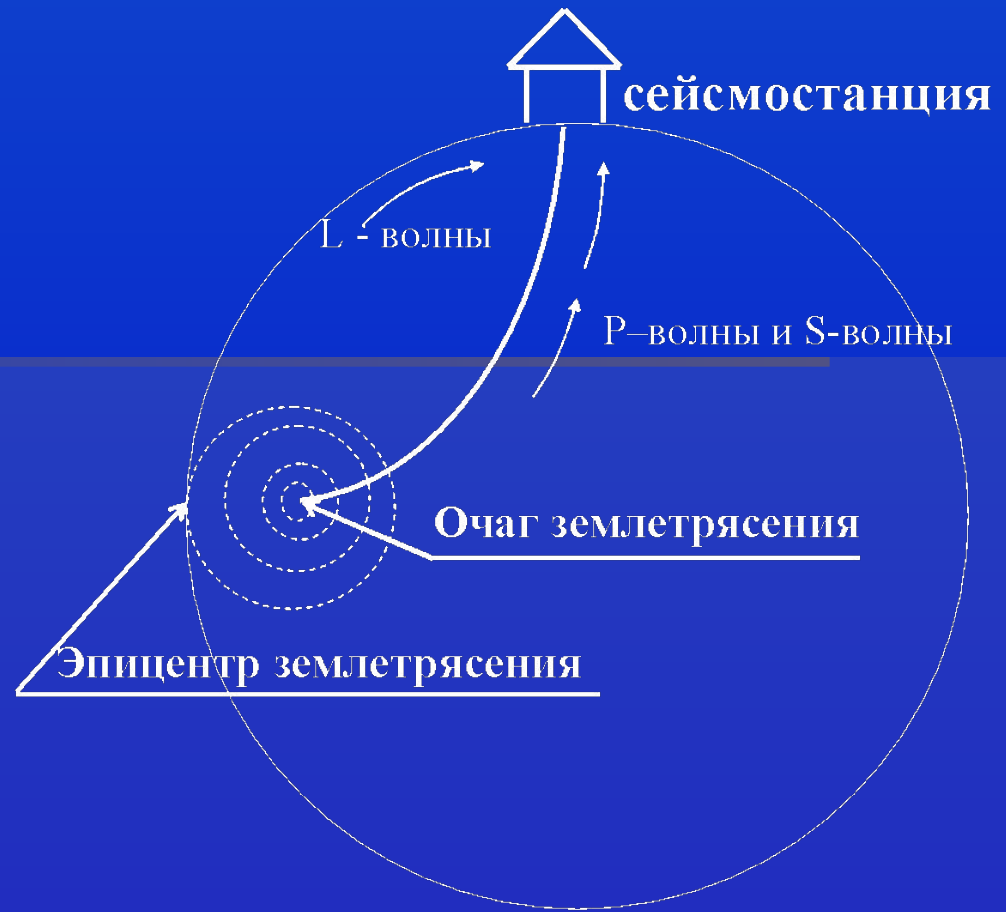 сейсмостанция
L - волны
P–волны и S-волны
Очаг землетрясения
Эпицентр землетрясения